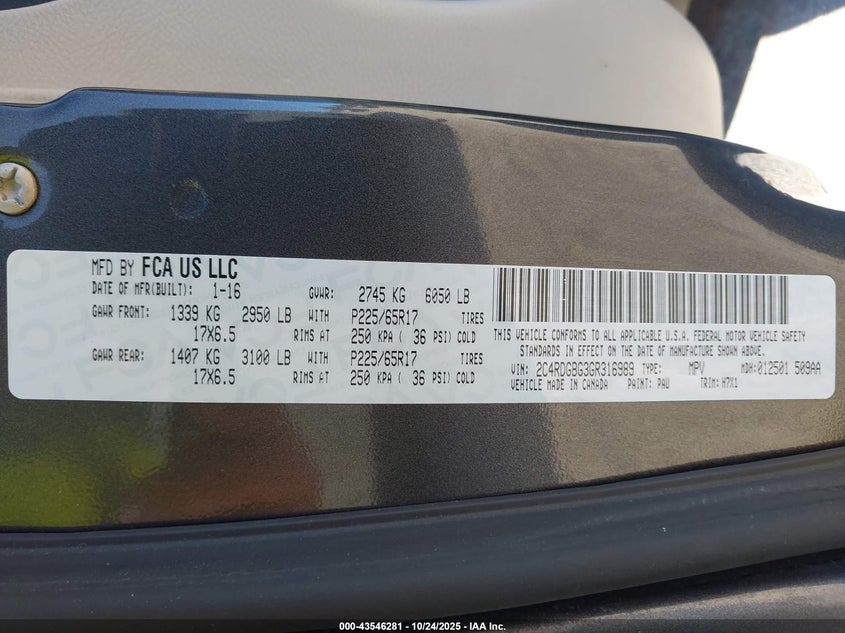 MFD BY FCA US LLC
DATE OF MFR(BUILT): 1-16 GVWR: 2745 KG 6050 LB
GAWR FRONT: 1339 KG 2950 LB WITH P225/65R17 TIRES
17X6.5 RIMS AT 250 KPA ( 36 PSI) COLD
GAWR REAR: 1407 KG 3100 LB WITH P225/65R17 TIRES
17X6.5 RIMS AT 250 KPA ( 36 PSI) COLD
THIS VEHICLE CONFORMS TO ALL APPLICABLE U.S.A. FEDERAL MOTOR VEHICLE SAFETY
STANDARDS IN EFFECT ON THE DATE OF MANUFACTURE SHOWN ABOVE.
VIN: 2C4RDGBG3GR316989 TYPE: MPV MDH:012501 509AA
VEHICLE MADE IN CANADA PAINT: PAU TRIM: H7X1
000-43546281 - 10/24/2025 - IAA Inc.